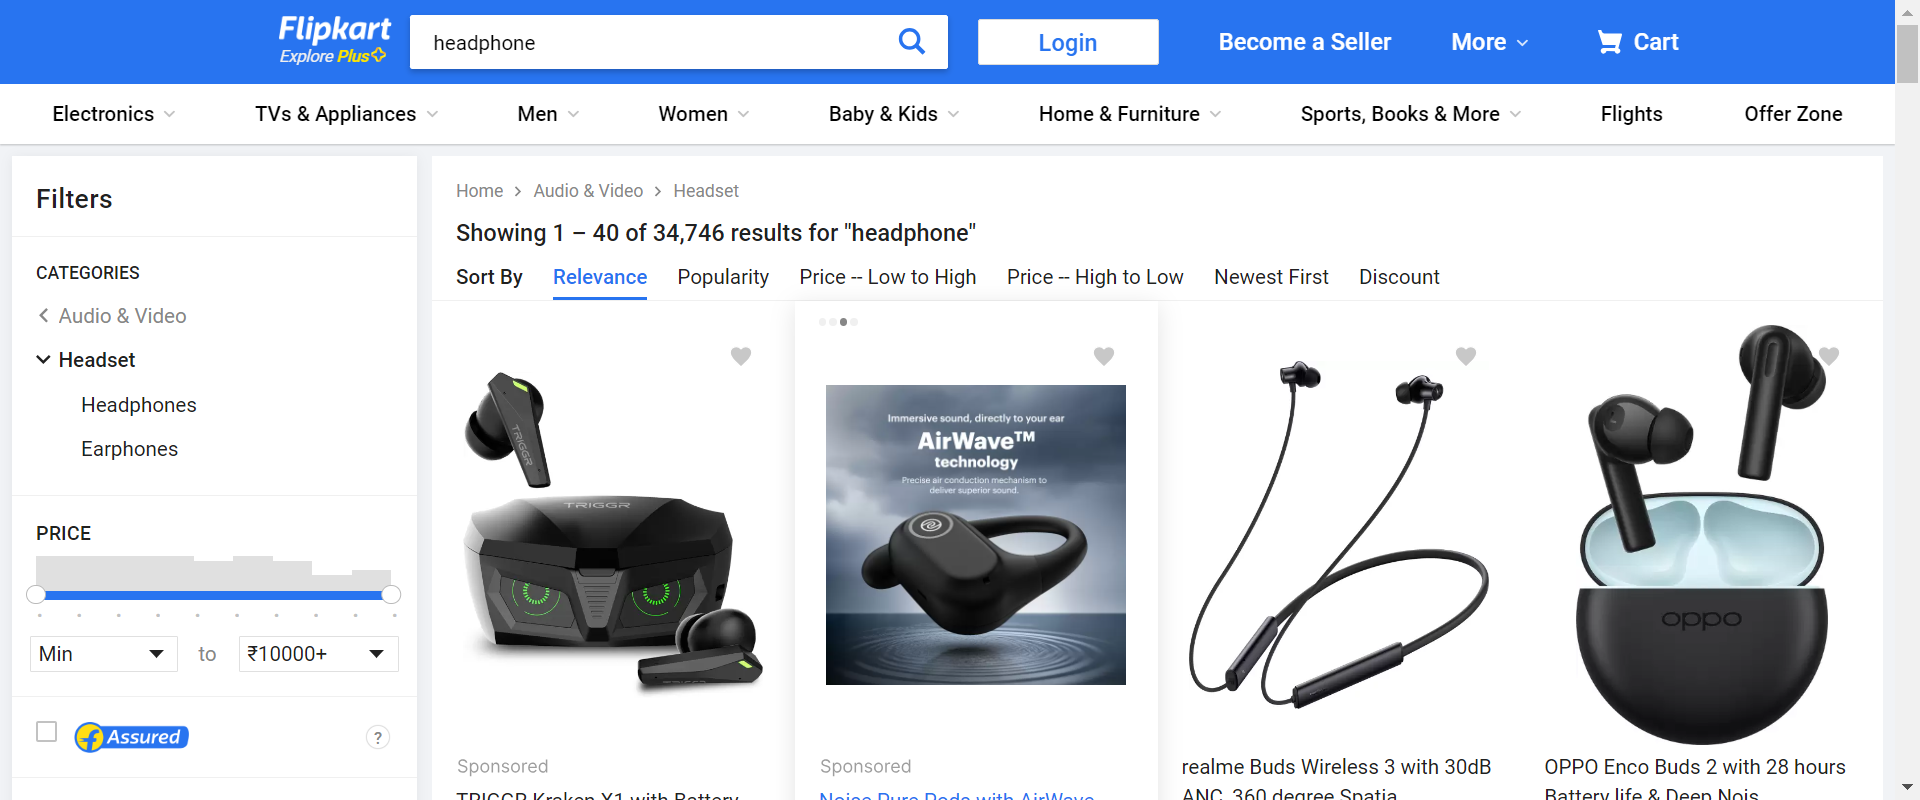 Flipkart
Explore Plus
headphone
Login
Become a Seller
More
Cart
Electronics
TVs & Appliances
Men
Women
Baby & Kids
Home & Furniture
Sports, Books & More
Flights
Offer Zone
Filters
CATEGORIES
Audio & Video
Headset
Headphones
Earphones
PRICE
Min
to
₹10000+
Assured
?
Home
Audio & Video
Headset
Showing 1 – 40 of 34,746 results for "headphone"
Sort By
Relevance
Popularity
Price -- Low to High
Price -- High to Low
Newest First
Discount
TRIGGR
TRIGGR
Sponsored
TRIGGR Kraken X1 with Battery
Immersive sound, directly to your ear
AirWave™
technology
Precise air conduction mechanism to
deliver superior sound.
Sponsored
Noise Pure Pods with AirWave
realme Buds Wireless 3 with 30dB
ANC, 360 degree Spatia
oppo
OPPO Enco Buds 2 with 28 hours
Battery life & Deep Nois